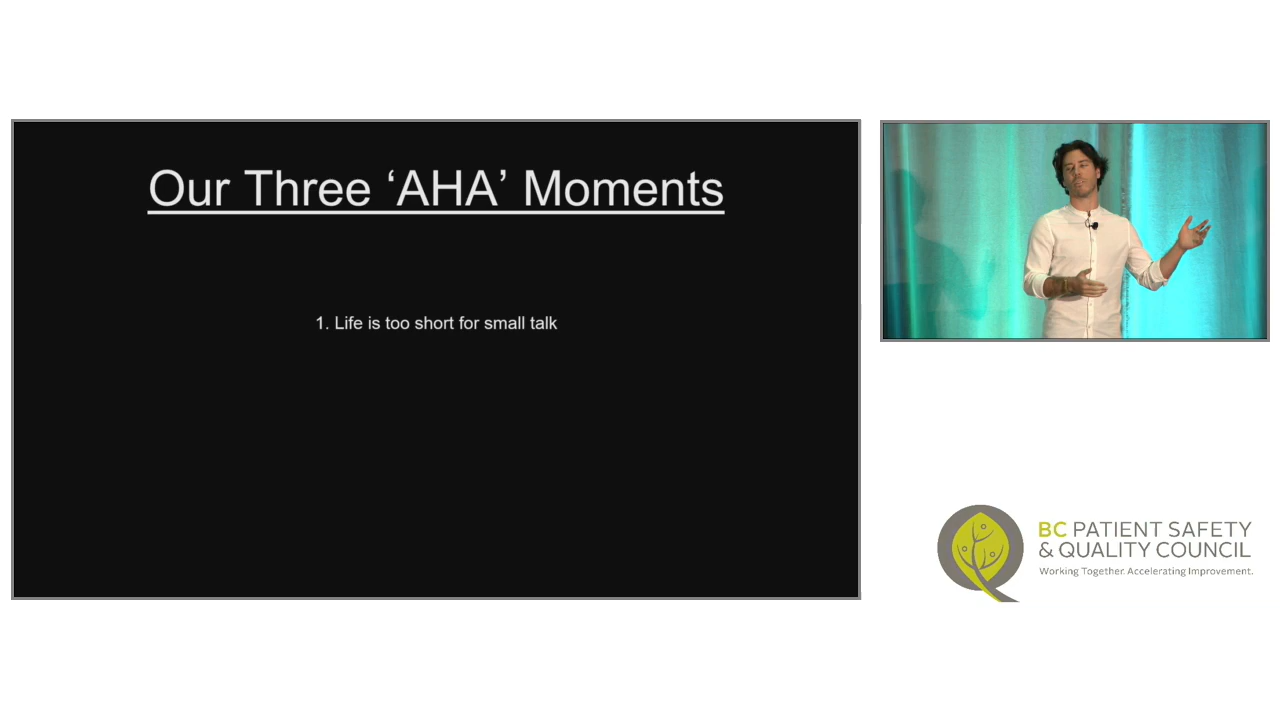 Our Three ‘AHA’ Moments
1. Life is too short for small talk
BC PATIENT SAFETY
& QUALITY COUNCIL
Working Together. Accelerating Improvement.